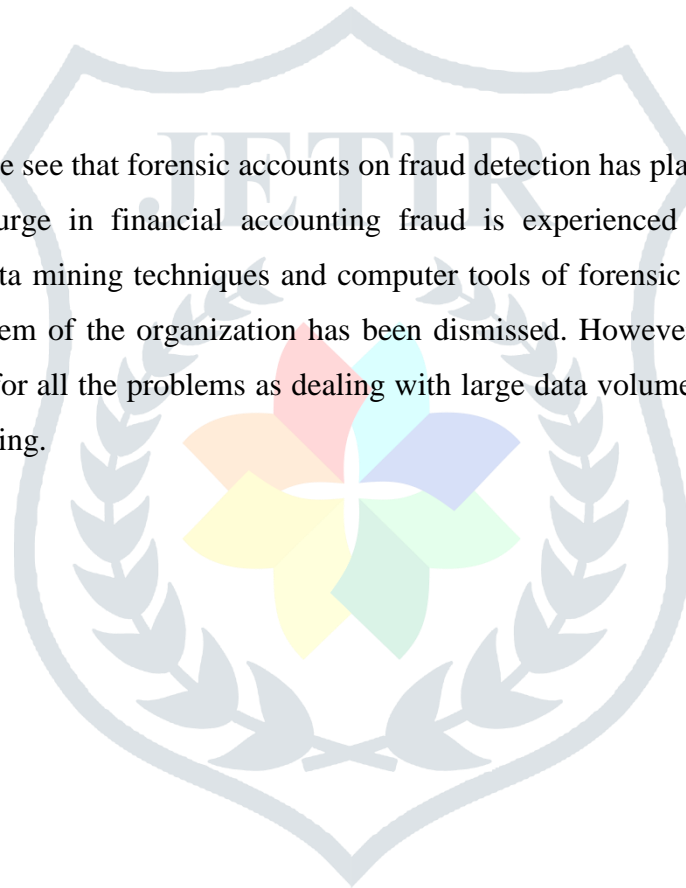 JETIR
e see that forensic accounts on fraud detection has pla
urge in financial accounting fraud is experienced
ta mining techniques and computer tools of forensic
em of the organization has been dismissed. Howeve
for all the problems as dealing with large data volume
ing.